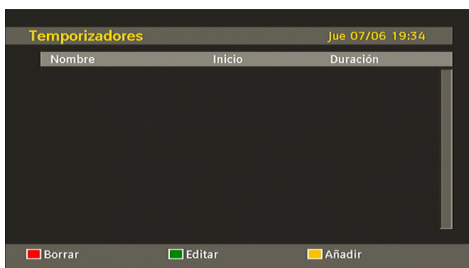 Temporizadores Jue 07/06 19:34
Nombre Inicio Duración
Borrar Editar Añadir